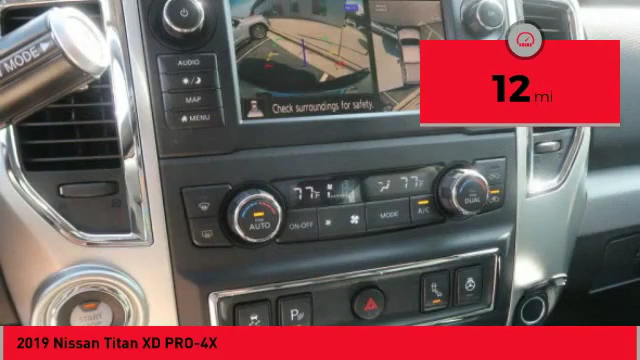 MODE
AUDIO
MAP
MENU
Check surroundings for safety.
12 mi
77°F
77°F
AUTO
ON·OFF
MODE
A/C
DUAL
START
P
2019 Nissan Titan XD PRO-4X